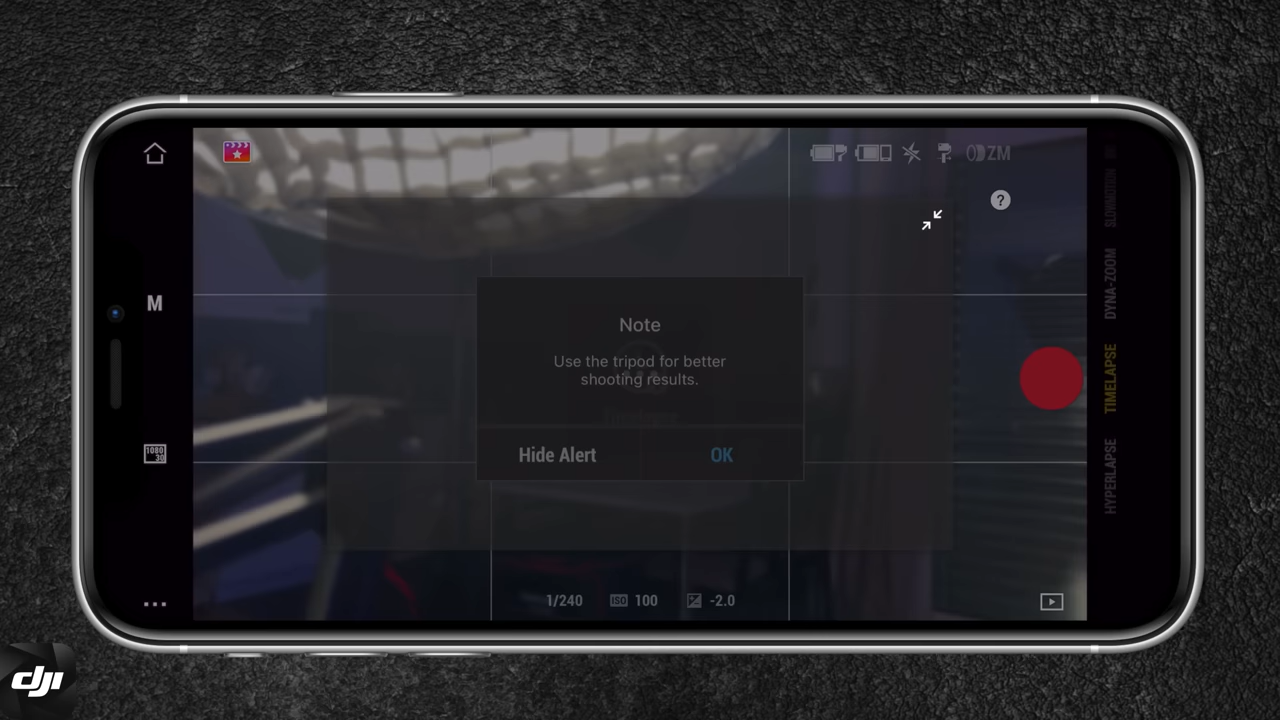 ZM
?
M
SLOWMOTION
DYNA-ZOOM
TIMELAPSE
HYPERLAPSE
Note
Use the tripod for better
shooting results.
Hide Alert
OK
1080
30
1/240
ISO 100
-2.0
dji